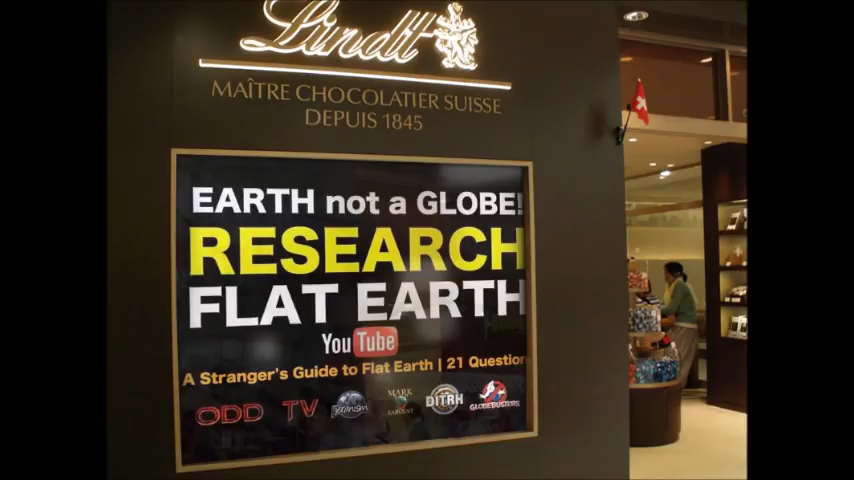 Lindt
MAÎTRE CHOCOLATIER SUISSE
DEPUIS 1845
EARTH not a GLOBE!
RESEARCH
FLAT EARTH
YouTube
A Stranger's Guide to Flat Earth | 21 Question
ODD TV jeranism MARK SARGENT DITRH GLOBEBUSTERS